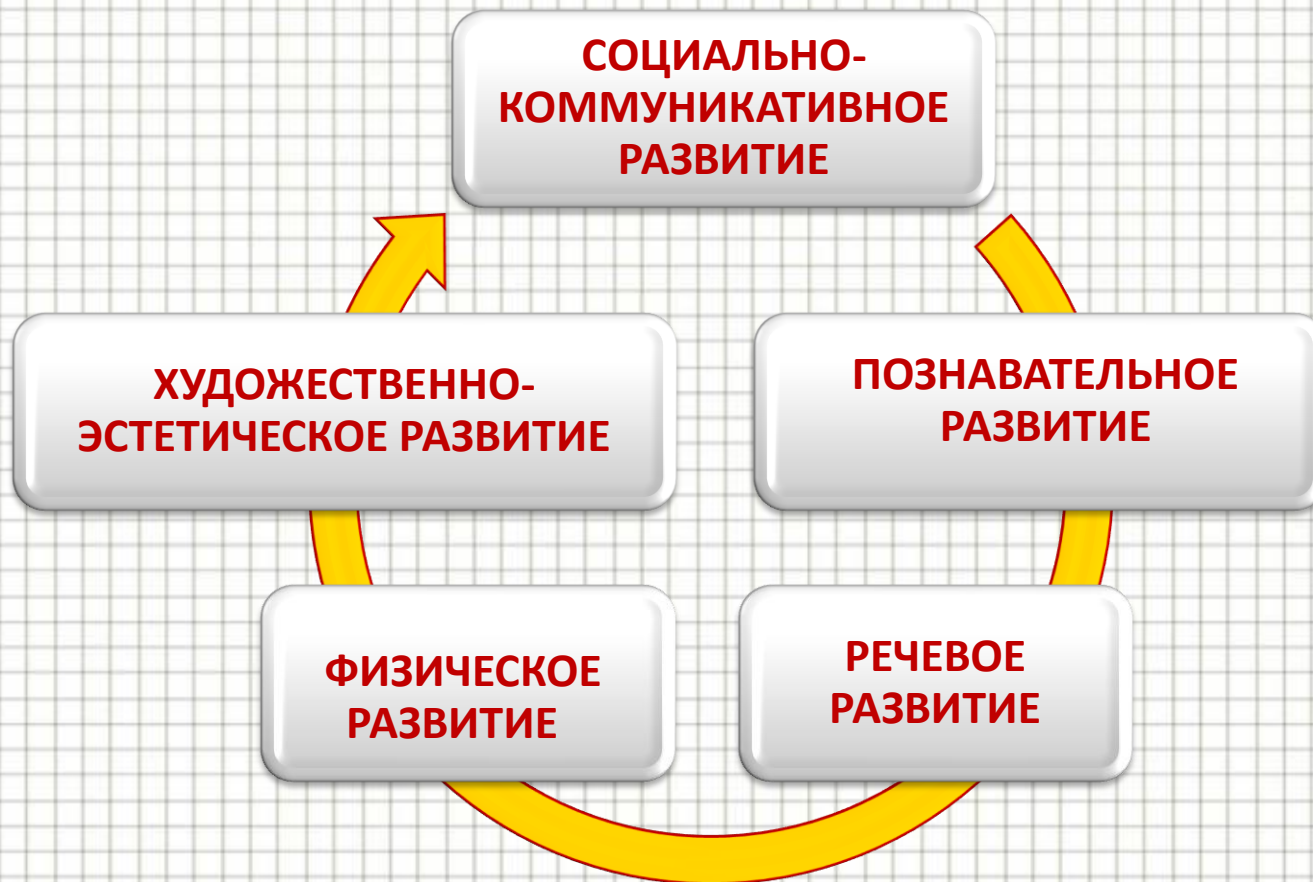 СОЦИАЛЬНО-
КОММУНИКАТИВНОЕ
РАЗВИТИЕ
ПОЗНАВАТЕЛЬНОЕ
РАЗВИТИЕ
РЕЧЕВОЕ
РАЗВИТИЕ
ФИЗИЧЕСКОЕ
РАЗВИТИЕ
ХУДОЖЕСТВЕННО-
ЭСТЕТИЧЕСКОЕ РАЗВИТИЕ